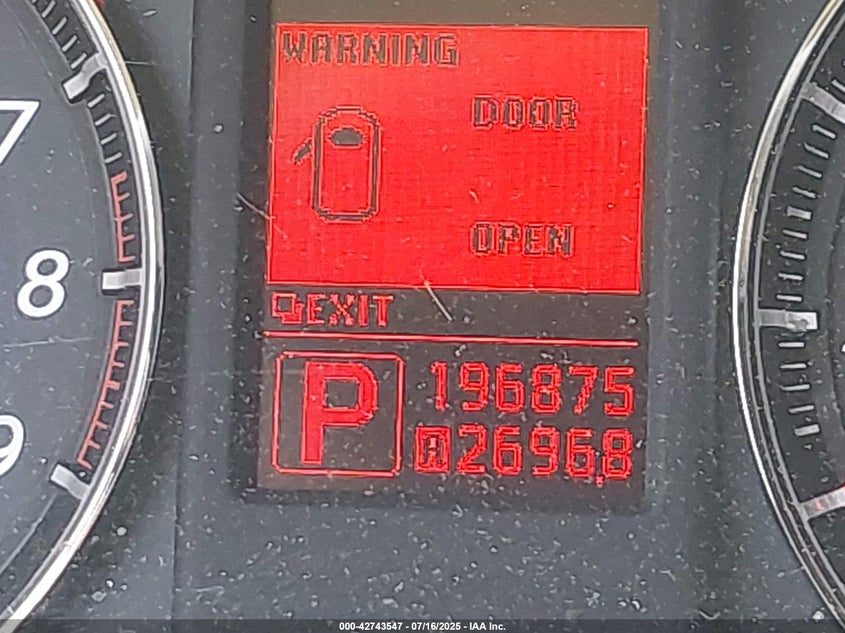 WARNING
DOOR
OPEN
EXIT
P
196875
A 26968
7
8
9
000-42743547 - 07/16/2025 - IAA Inc.